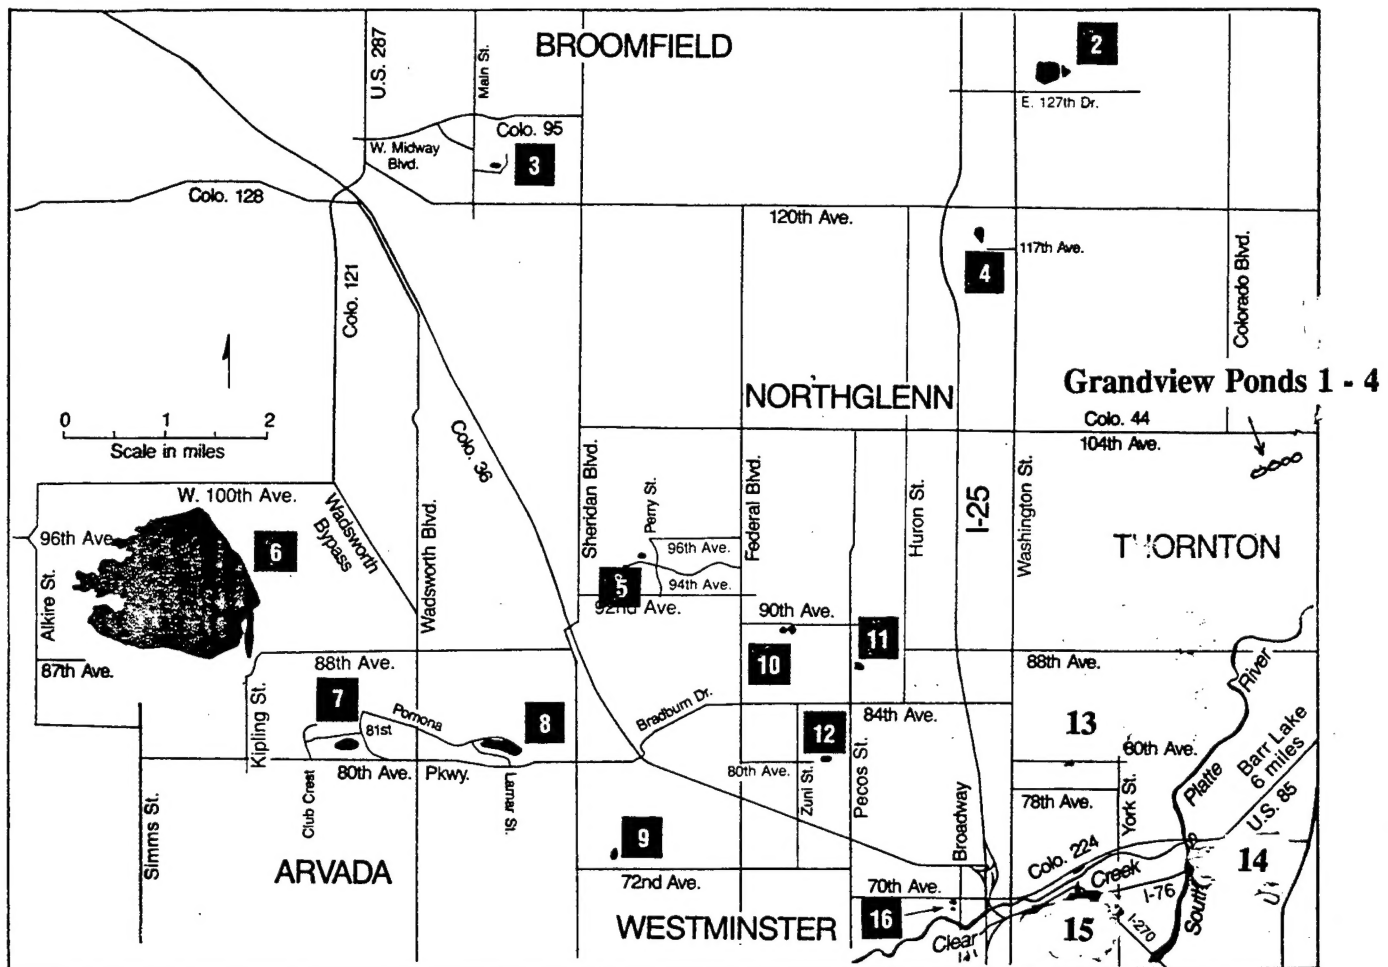 BROOMFIELD
2
U.S. 287
Main St.
E. 127th Dr.
Colo. 95
W. Midway
Blvd.
3
Colo. 128
120th Ave.
117th Ave.
4
Colo. 121
Colorado Blvd.
Grandview Ponds 1 - 4
NORTHGLENN
Colo. 44
104th Ave.
0 1 2
Scale in miles
Colo. 36
W. 100th Ave.
Wadsworth
Bypass
Wadsworth Blvd.
Sheridan Blvd.
Perry St.
Federal Blvd.
Huron St.
I-25
Washington St.
96th Ave.
6
96th Ave.
94th Ave.
5
92nd Ave.
THORNTON
Alkire St.
87th Ave.
90th Ave.
10
11
88th Ave.
88th Ave.
River
Kipling St.
7
Pomona
81st
8
Bradburn Dr.
84th Ave.
12
13
80th Ave.
80th Ave. Pkwy.
80th Ave.
Zuni St.
Pecos St.
78th Ave.
York St.
Platte
Barr Lake
6 miles
U.S. 85
Club Crest
Lamar St.
Simms St.
ARVADA
9
72nd Ave.
Broadway
Colo. 224
Creek
14
70th Ave.
I-76
South
16
WESTMINSTER
Clear
15
I-270